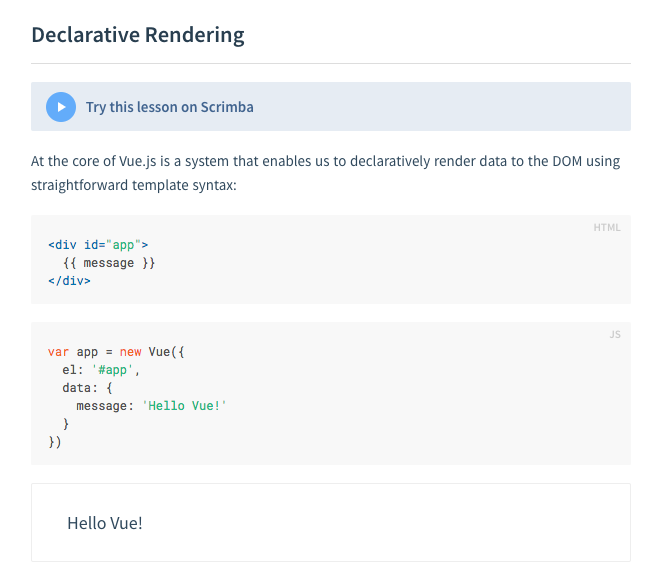 Declarative Rendering
Try this lesson on Scrimba
At the core of Vue.js is a system that enables us to declaratively render data to the DOM using
straightforward template syntax:
HTML
<div id="app">
  {{ message }}
</div>
JS
var app = new Vue({
  el: '#app',
  data: {
    message: 'Hello Vue!'
  }
})
Hello Vue!